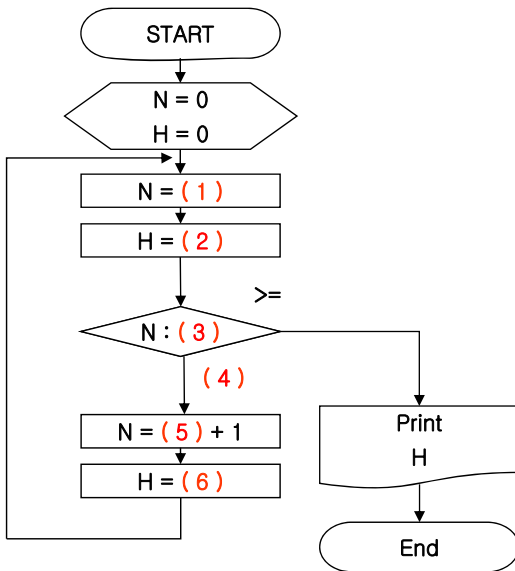 START
N = 0
H = 0
N = ( 1 )
H = ( 2 )
>=
N : ( 3 )
( 4 )
N = ( 5 ) + 1
H = ( 6 )
Print
H
End